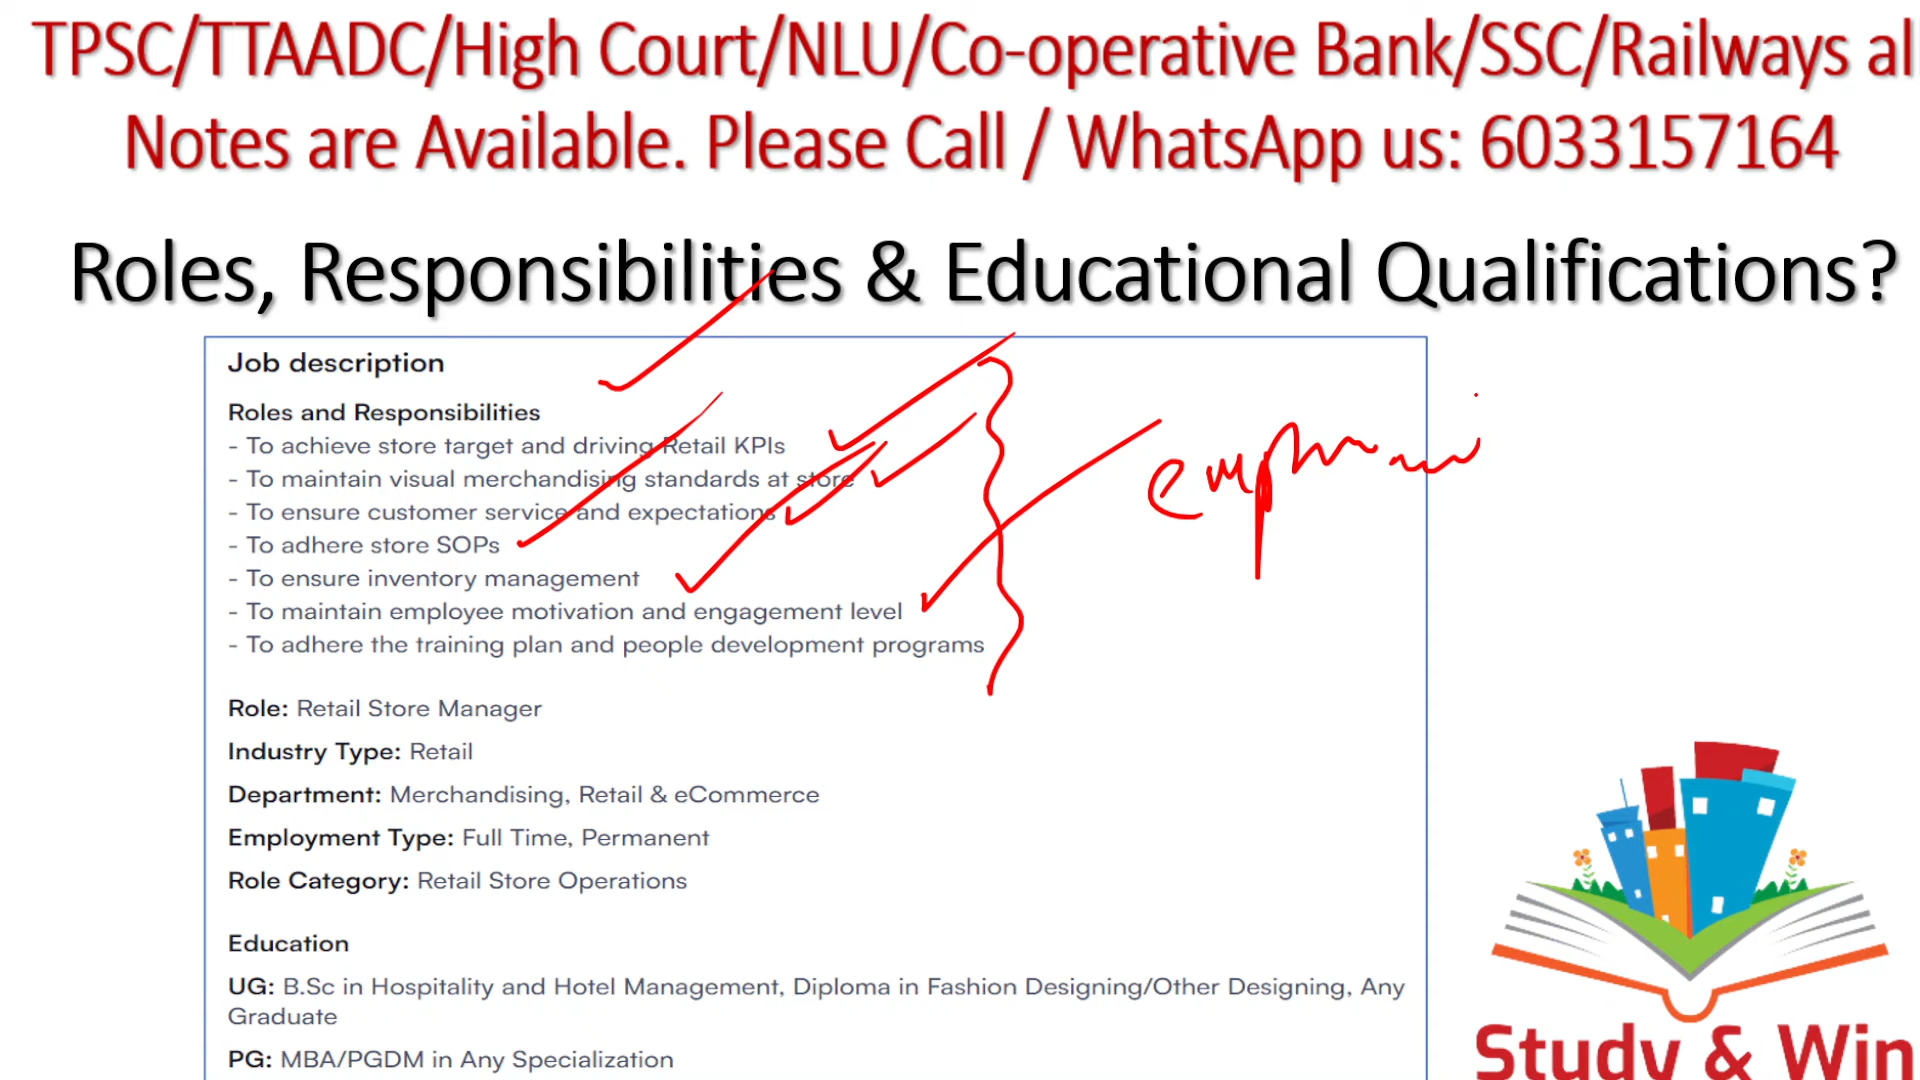 TPSC/TTAADC/High Court/NLU/Co-operative Bank/SSC/Railways al
Notes are Available. Please Call / WhatsApp us: 6033157164
Roles, Responsibilities & Educational Qualifications?
Job description
Roles and Responsibilities
- To achieve store target and driving Retail KPIs
- To maintain visual merchandising standards at store
- To ensure customer service and expectations
- To adhere store SOPs
- To ensure inventory management
- To maintain employee motivation and engagement level
- To adhere the training plan and people development programs
Role: Retail Store Manager
Industry Type: Retail
Department: Merchandising, Retail & eCommerce
Employment Type: Full Time, Permanent
Role Category: Retail Store Operations
Education
UG: B.Sc in Hospitality and Hotel Management, Diploma in Fashion Designing/Other Designing, Any
Graduate
PG: MBA/PGDM in Any Specialization
Study & Win